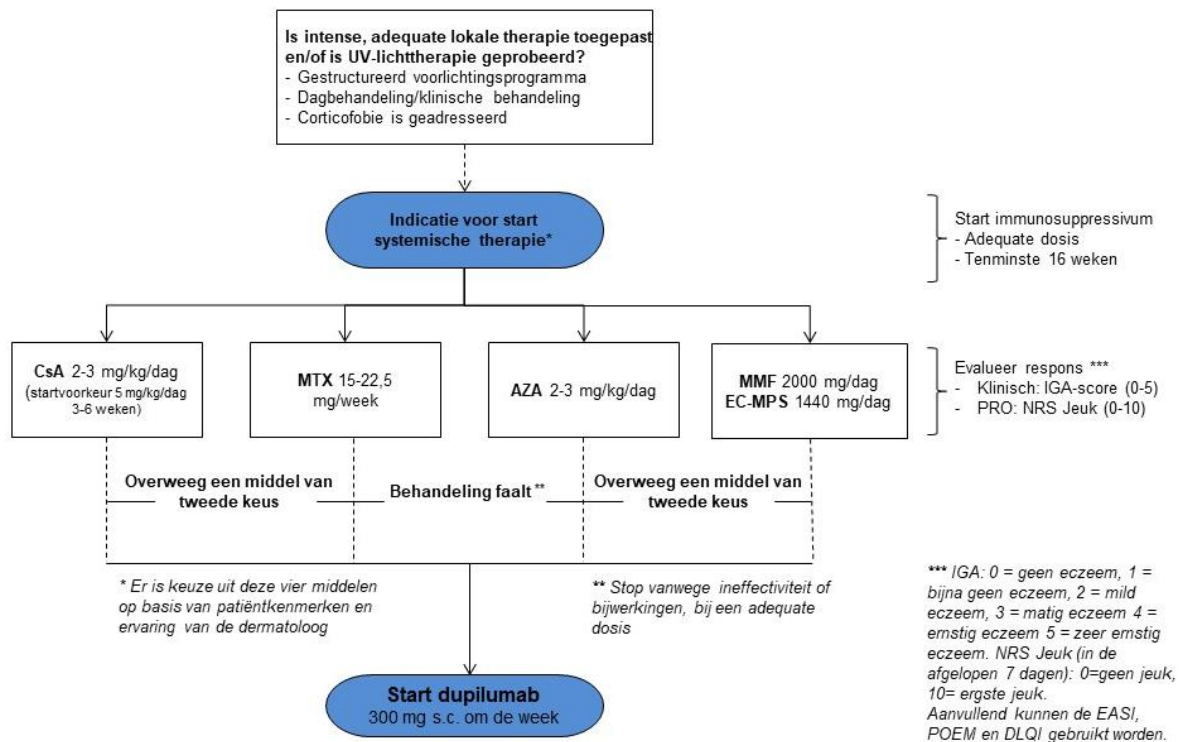 Is intense, adequate lokale therapie toegepast
en/of is UV-lichttherapie geprobeerd?
- Gestructureerd voorlichtingsprogramma
- Dagbehandeling/klinische behandeling
- Corticofobie is geadresseerd
Indicatie voor start
systemische therapie*
Start immunosuppressivum
- Adequate dosis
- Tenminste 16 weken
CsA 2-3 mg/kg/dag
(startvoorkeur 5 mg/kg/dag
3-6 weken)
MTX 15-22,5
mg/week
AZA 2-3 mg/kg/dag
MMF 2000 mg/dag
EC-MPS 1440 mg/dag
Evalueer respons ***
- Klinisch: IGA-score (0-5)
- PRO: NRS Jeuk (0-10)
Overweeg een middel van
tweede keus
Behandeling faalt **
Overweeg een middel van
tweede keus
* Er is keuze uit deze vier middelen
op basis van patiëntkenmerken en
ervaring van de dermatoloog
** Stop vanwege ineffectiviteit of
bijwerkingen, bij een adequate
dosis
*** IGA: 0 = geen eczeem, 1 =
bijna geen eczeem, 2 = mild
eczeem, 3 = matig eczeem 4 =
ernstig eczeem 5 = zeer ernstig
eczeem. NRS Jeuk (in de
afgelopen 7 dagen): 0=geen jeuk,
10= ergste jeuk.
Aanvullend kunnen de EASI,
POEM en DLQI gebruikt worden.
Start dupilumab
300 mg s.c. om de week